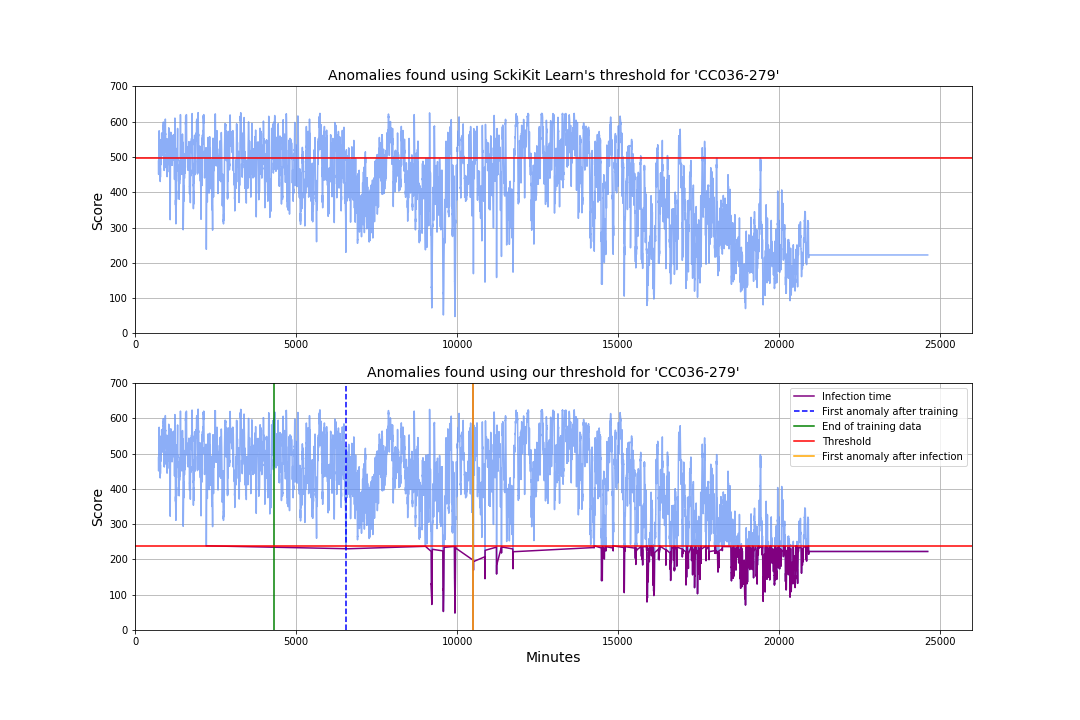 Anomalies found using SckiKit Learn's threshold for 'CC036-279'
700
600
500
400
300
200
100
0
Score
0 5000 10000 15000 20000 25000
Anomalies found using our threshold for 'CC036-279'
700
600
500
400
300
200
100
0
Score
Infection time
First anomaly after training
End of training data
Threshold
First anomaly after infection
0 5000 10000 15000 20000 25000
Minutes